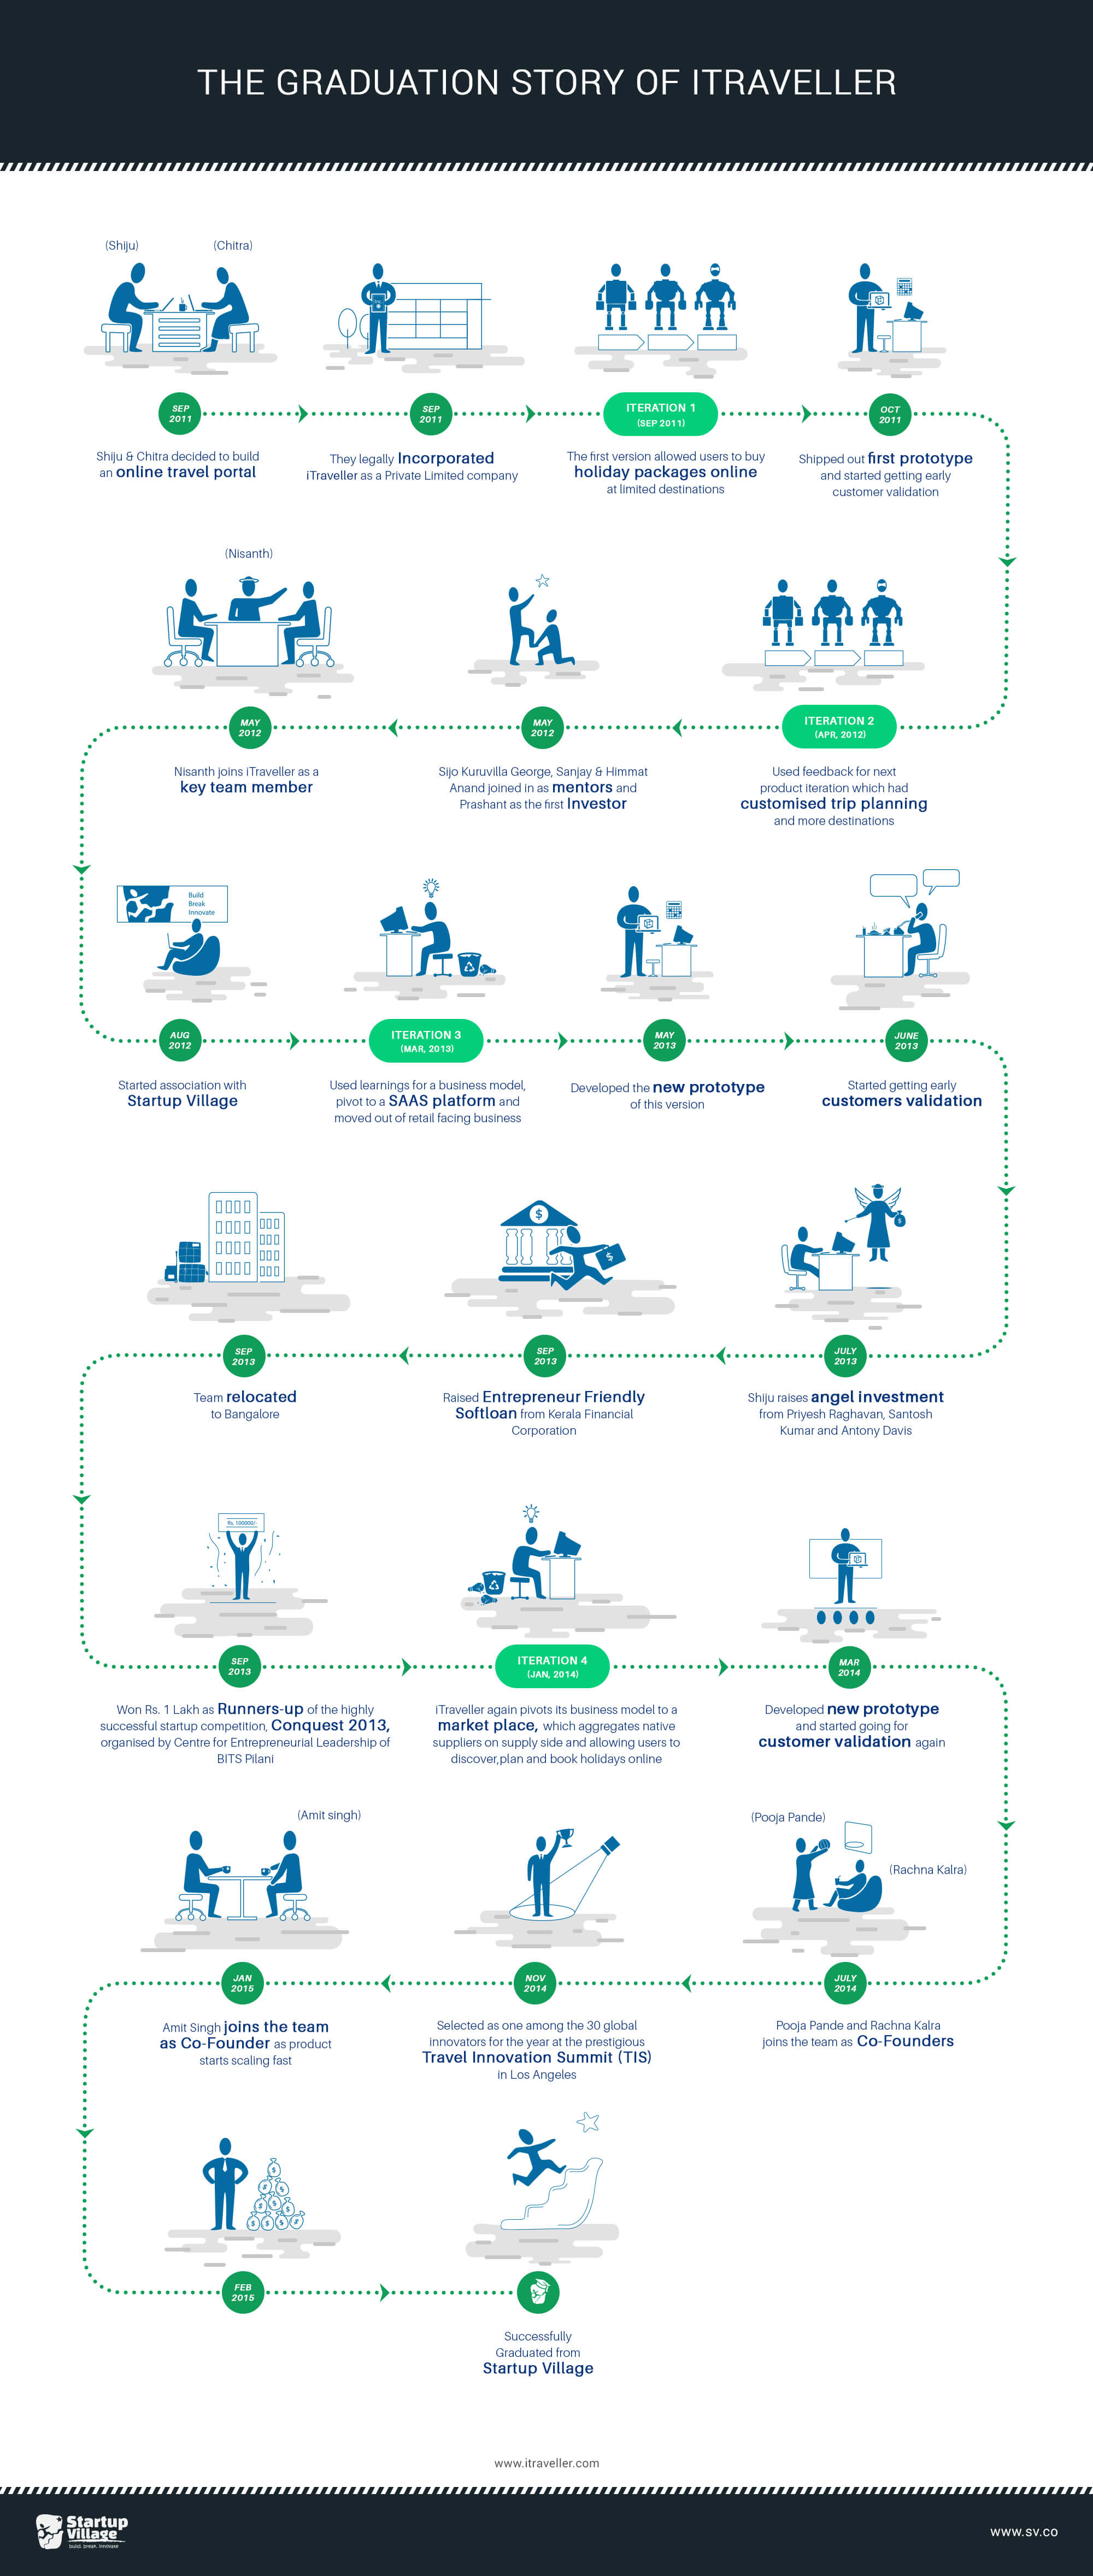 THE GRADUATION STORY OF ITRAVELLER
(Shiju)
(Chitra)
SEP
2011
SEP
2011
ITERATION 1
(SEP 2011)
OCT
2011
Shiju & Chitra decided to build
an online travel portal
They legally Incorporated
iTraveller as a Private Limited company
The first version allowed users to buy
holiday packages online
at limited destinations
Shipped out first prototype
and started getting early
customer validation
(Nisanth)
MAY
2012
MAY
2012
ITERATION 2
(APR, 2012)
Nisanth joins iTraveller as a
key team member
Sijo Kuruvilla George, Sanjay & Himmat
Anand joined in as mentors and
Prashant as the first Investor
Used feedback for next
product iteration which had
customised trip planning
and more destinations
Build
Break
Innovate
AUG
2012
ITERATION 3
(MAR, 2013)
MAY
2013
JUNE
2013
Started association with
Startup Village
Used learnings for a business model,
pivot to a SAAS platform and
moved out of retail facing business
Developed the new prototype
of this version
Started getting early
customers validation
$
$
$
SEP
2013
SEP
2013
JULY
2013
Team relocated
to Bangalore
Raised Entrepreneur Friendly
Softloan from Kerala Financial
Corporation
Shiju raises angel investment
from Priyesh Raghavan, Santosh
Kumar and Antony Davis
Rs. 100000/-
SEP
2013
ITERATION 4
(JAN, 2014)
MAR
2014
Won Rs. 1 Lakh as Runners-up of the highly
successful startup competition, Conquest 2013,
organised by Centre for Entrepreneurial Leadership of
BITS Pilani
iTraveller again pivots its business model to a
market place, which aggregates native
suppliers on supply side and allowing users to
discover,plan and book holidays online
Developed new prototype
and started going for
customer validation again
(Amit singh)
(Pooja Pande)
(Rachna Kalra)
JAN
2015
NOV
2014
JULY
2014
Amit Singh joins the team
as Co-Founder as product
starts scaling fast
Selected as one among the 30 global
innovators for the year at the prestigious
Travel Innovation Summit (TIS)
in Los Angeles
Pooja Pande and Rachna Kalra
joins the team as Co-Founders
FEB
2015
Successfully
Graduated from
Startup Village
www.itraveller.com
Startup
Village
build. break. innovate
WWW.SV.CO